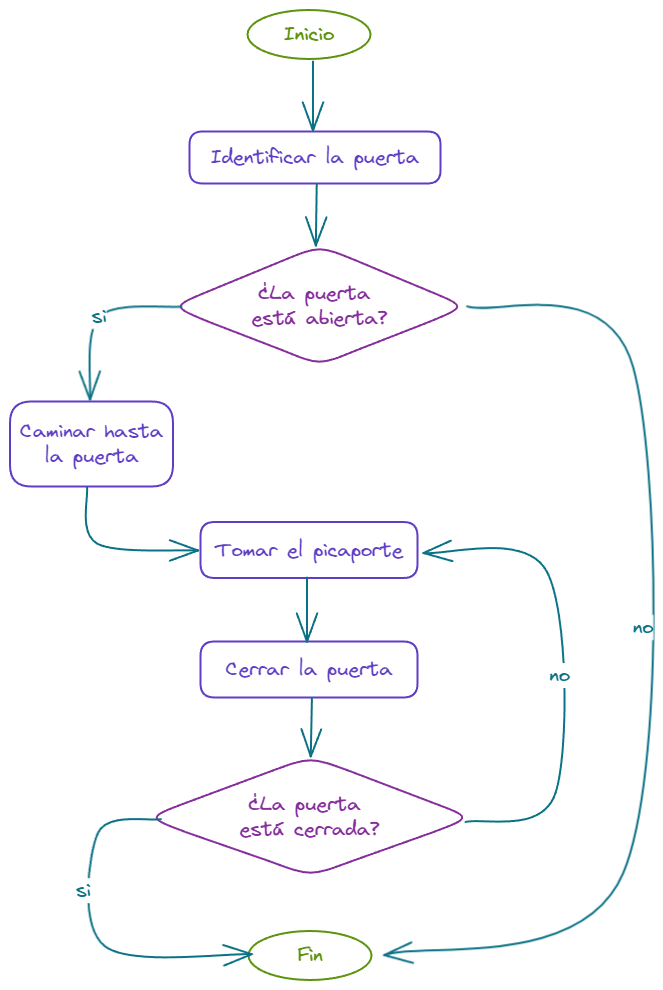 Inicio
Identificar la puerta
¿La puerta
está abierta?
si
Caminar hasta
la puerta
Tomar el picaporte
no
Cerrar la puerta
no
¿La puerta
está cerrada?
si
Fin